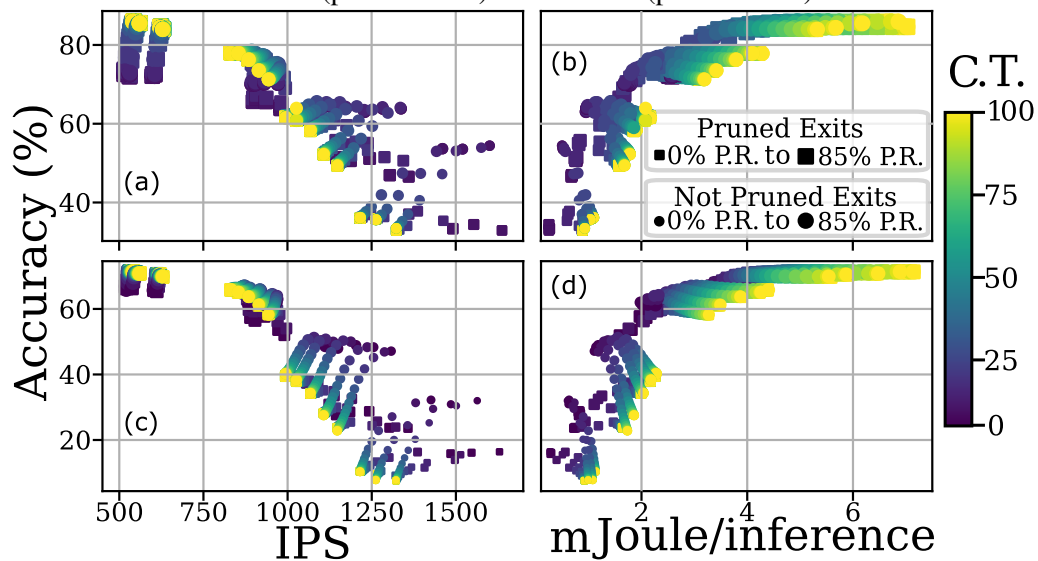 C.T.
80
60
40
(a)
(b)
Pruned Exits
0% P.R. to 85% P.R.
Not Pruned Exits
0% P.R. to 85% P.R.
100
75
50
25
0
Accuracy (%)
60
40
20
(c)
(d)
500 750 1000 1250 1500
2 4 6
IPS
mJoule/inference